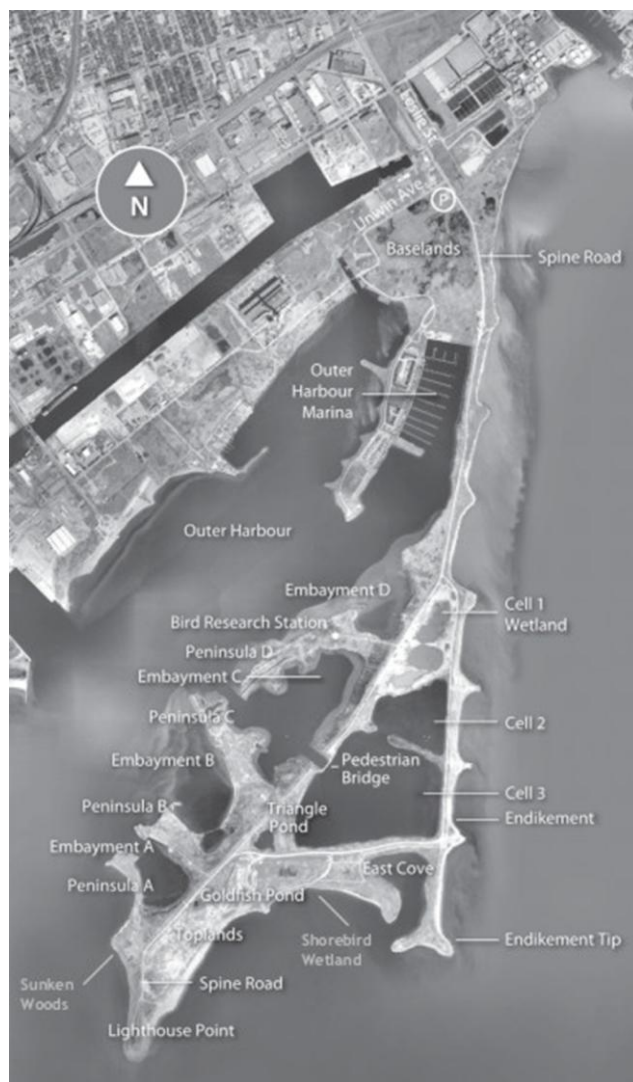 Leslie St.
N
Unwin Ave.
P
Baselands
Spine Road
Outer
Harbour
Marina
Outer Harbour
Embayment D
Cell 1
Wetland
Bird Research Station
Peninsula D
Embayment C
Peninsula C
Cell 2
Embayment B
Pedestrian
Bridge
Cell 3
Peninsula B
Triangle
Pond
Endikement
Embayment A
East Cove
Peninsula A
Goldfish Pond
Toplands
Shorebird
Wetland
Endikement Tip
Sunken
Woods
Spine Road
Lighthouse Point